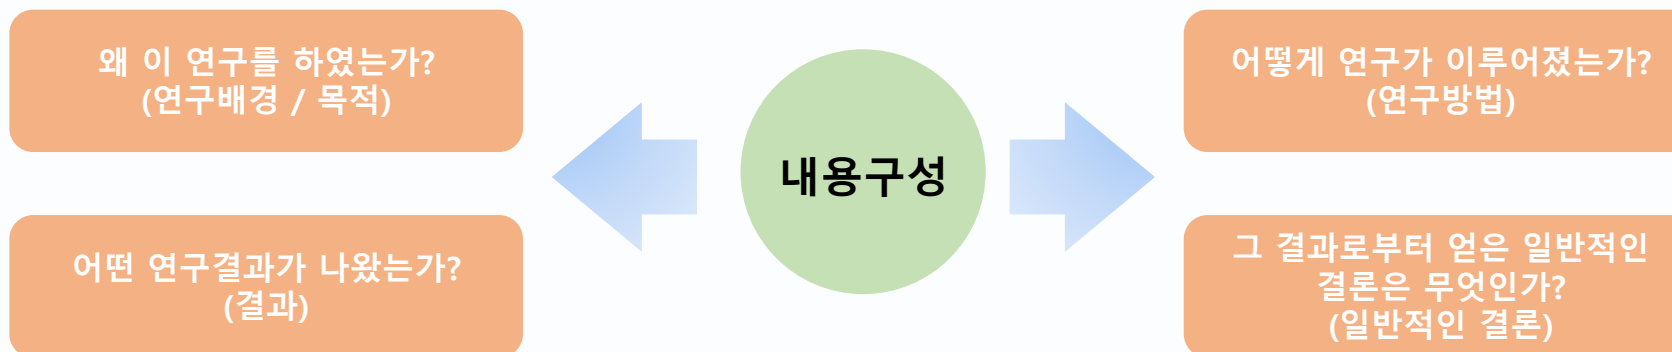 왜 이 연구를 하였는가?
(연구배경 / 목적)
어떤 연구결과가 나왔는가?
(결과)
내용구성
어떻게 연구가 이루어졌는가?
(연구방법)
그 결과로부터 얻은 일반적인
결론은 무엇인가?
(일반적인 결론)